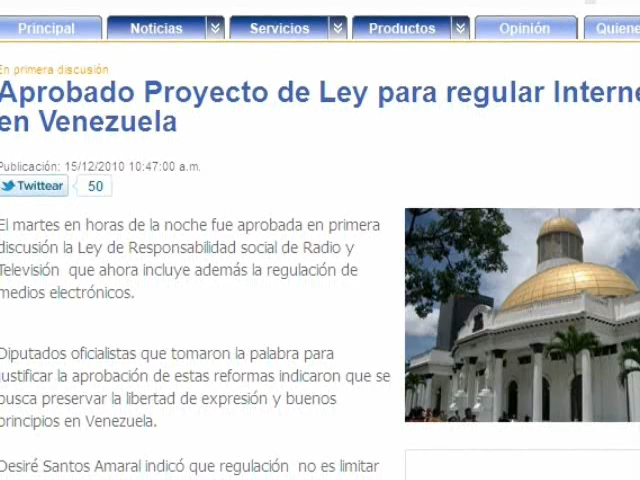 Principal Noticias Servicios Productos Opinión Quiene
En primera discusión
Aprobado Proyecto de Ley para regular Interne
en Venezuela
Publicación: 15/12/2010 10:47:00 a.m.
Twittear 50
El martes en horas de la noche fue aprobada en primera
discusión la Ley de Responsabilidad social de Radio y
Televisión que ahora incluye además la regulación de
medios electrónicos.
Diputados oficialistas que tomaron la palabra para
justificar la aprobación de estas reformas indicaron que se
busca preservar la libertad de expresión y buenos
principios en Venezuela.
Desiré Santos Amaral indicó que regulación no es limitar